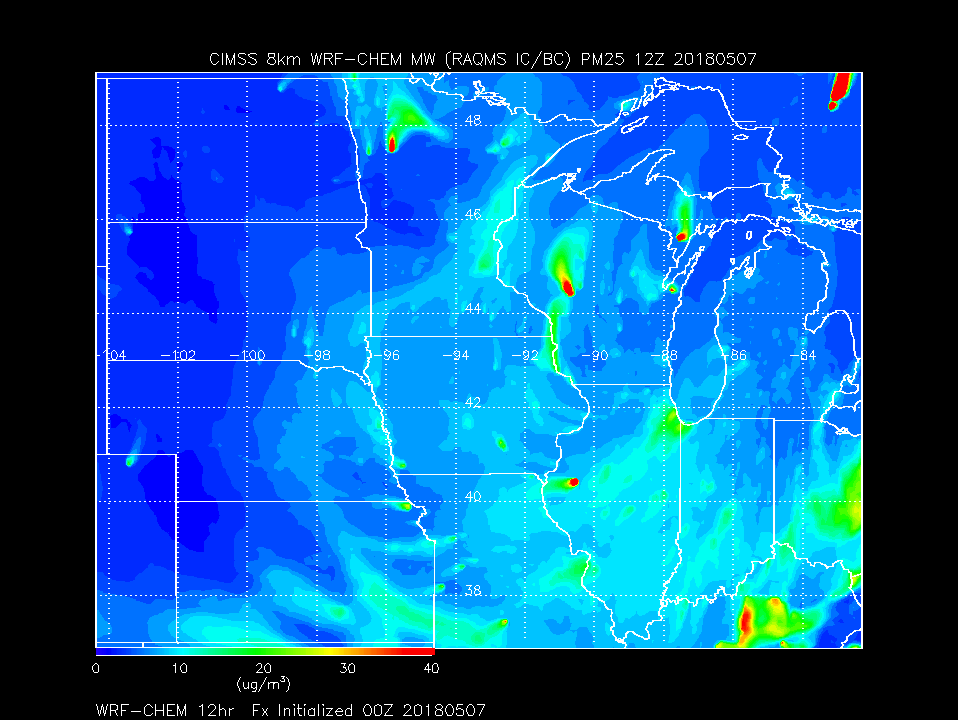 CIMSS 8km WRF-CHEM MW (RAQMS IC/BC) PM25 12Z 20180507
48
46
44
-104 -102 -100 -98 -96 -94 -92 -90 -88 -86 -84
42
40
38
0 10 20 30 40
(ug/m³)
WRF-CHEM 12hr Fx Initialized 00Z 20180507